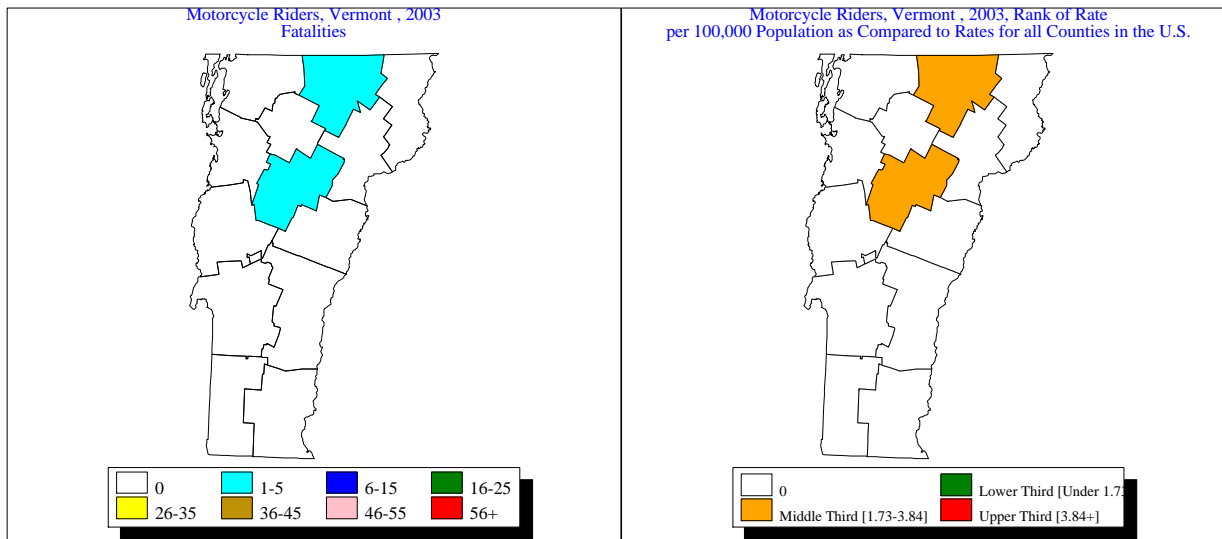 Motorcycle Riders, Vermont , 2003
Fatalities
0
1-5
6-15
16-25
26-35
36-45
46-55
56+
Motorcycle Riders, Vermont , 2003, Rank of Rate
per 100,000 Population as Compared to Rates for all Counties in the U.S.
0
Lower Third [Under 1.73
Middle Third [1.73-3.84]
Upper Third [3.84+]